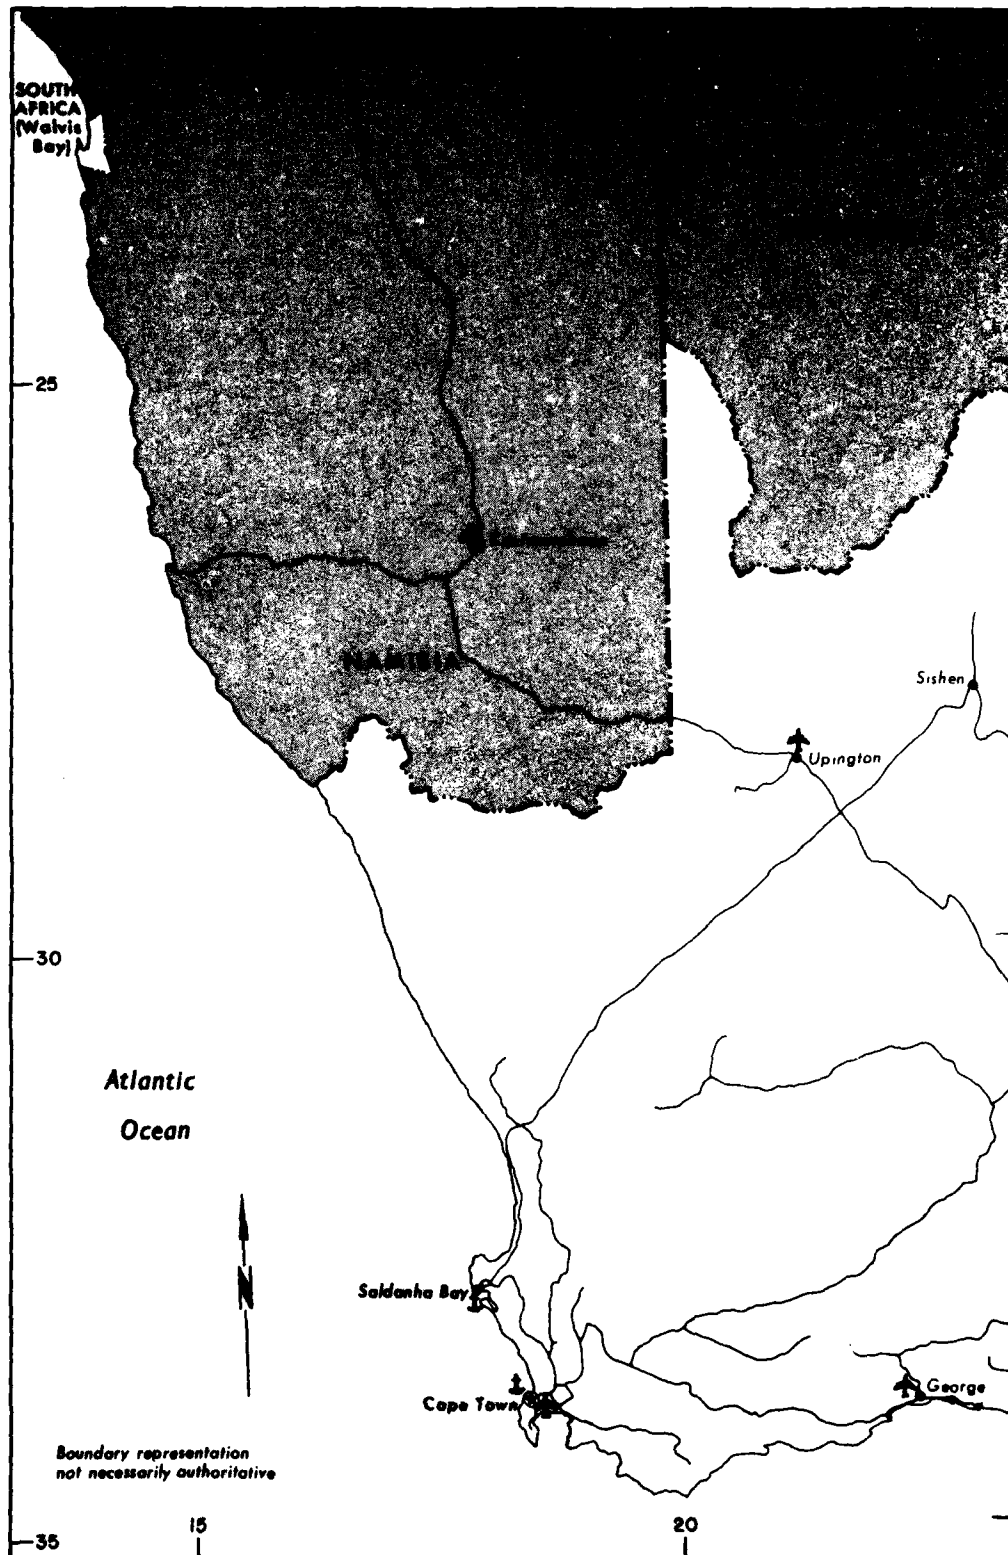 SOUTH
AFRICA
(Walvis
Bay)
25
NAMIBIA
Sishen
Upington
30
Atlantic
Ocean
N
Saldanha Bay
George
Cape Town
Boundary representation
not necessarily authoritative
15
20
35